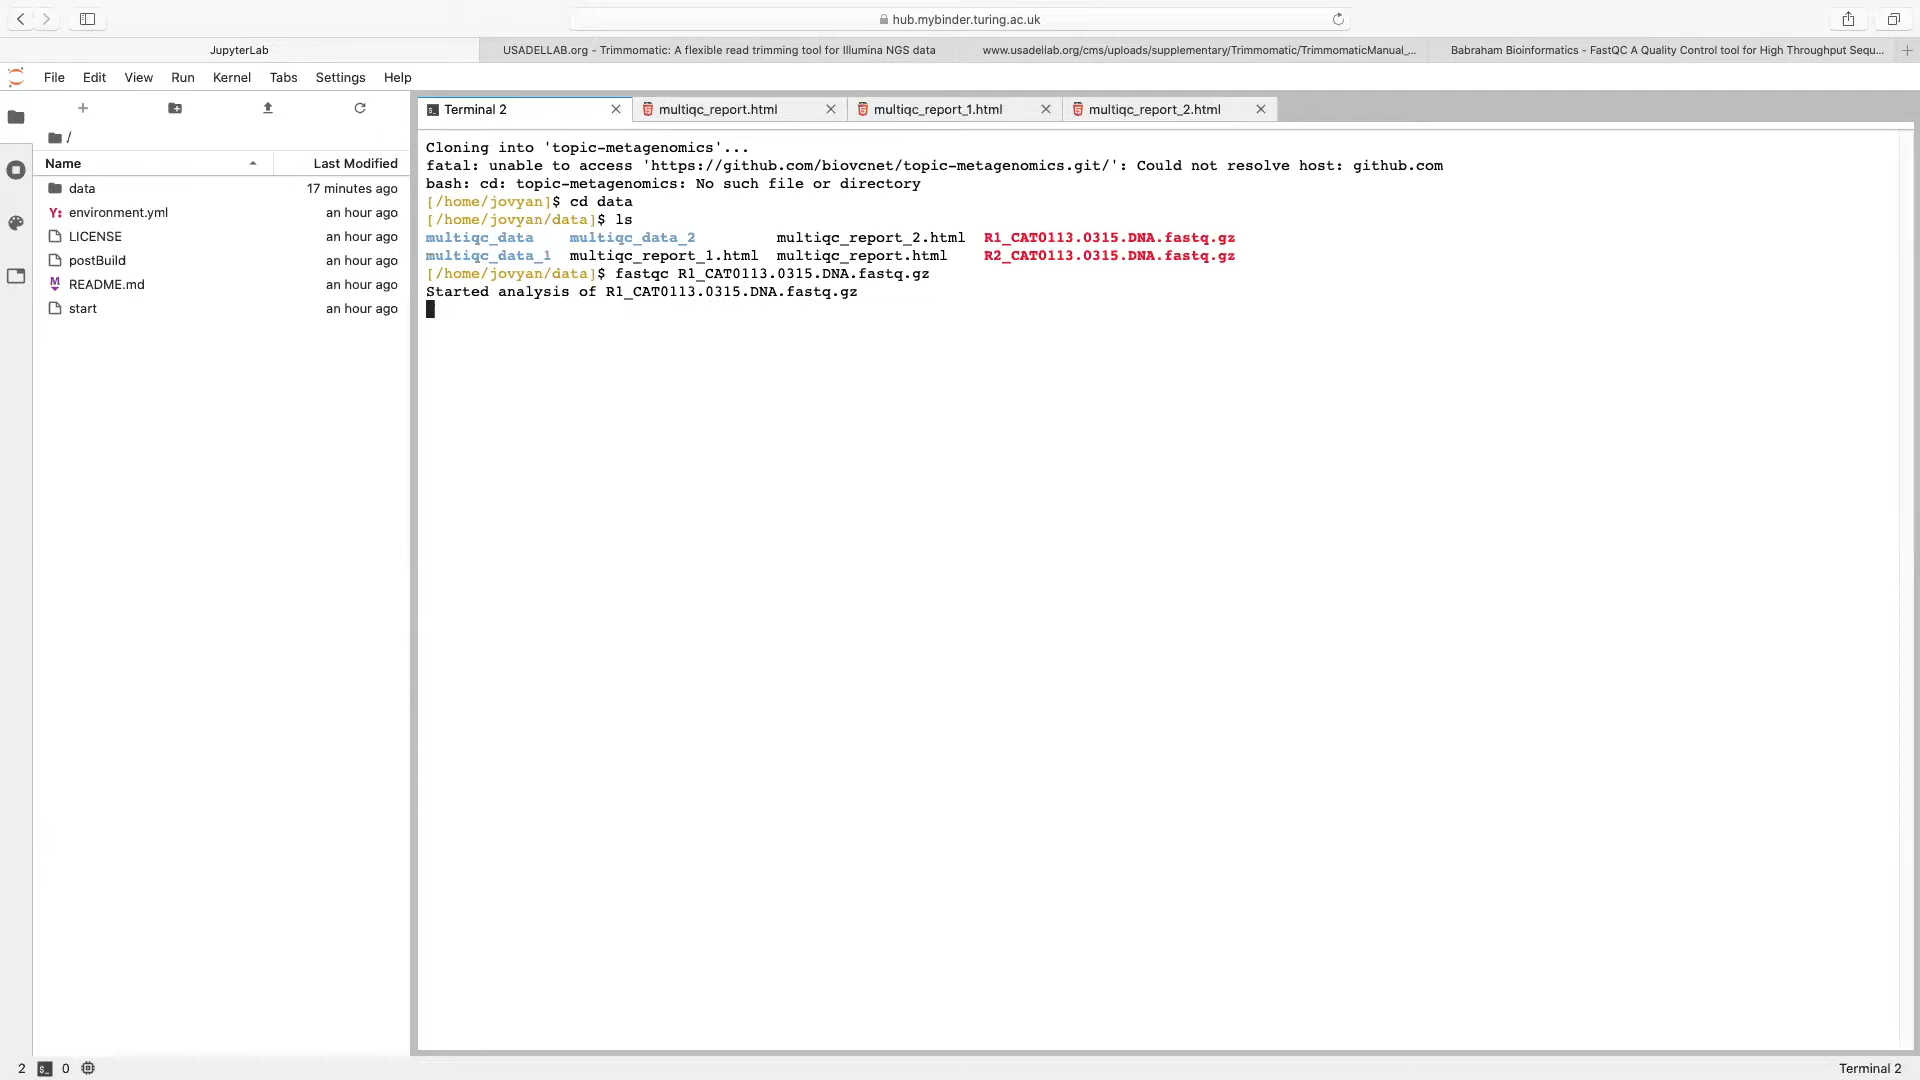 hub.mybinder.turing.ac.uk
JupyterLab
USADELLAB.org - Trimmomatic: A flexible read trimming tool for Illumina NGS data
www.usadellab.org/cms/uploads/supplementary/Trimmomatic/TrimmomaticManual_...
Babraham Bioinformatics - FastQC A Quality Control tool for High Throughput Sequ...
File Edit View Run Kernel Tabs Settings Help
Terminal 2
multiqc_report.html
multiqc_report_1.html
multiqc_report_2.html
/
Name Last Modified
data 17 minutes ago
Y: environment.yml an hour ago
LICENSE an hour ago
postBuild an hour ago
M README.md an hour ago
start an hour ago
Cloning into 'topic-metagenomics'...
fatal: unable to access 'https://github.com/biovcnet/topic-metagenomics.git/': Could not resolve host: github.com
bash: cd: topic-metagenomics: No such file or directory
[/home/jovyan]$ cd data
[/home/jovyan/data]$ ls
multiqc_data multiqc_data_2 multiqc_report_2.html R1_CAT0113.0315.DNA.fastq.gz
multiqc_data_1 multiqc_report_1.html multiqc_report.html R2_CAT0113.0315.DNA.fastq.gz
[/home/jovyan/data]$ fastqc R1_CAT0113.0315.DNA.fastq.gz
Started analysis of R1_CAT0113.0315.DNA.fastq.gz
2 $_ 0
Terminal 2